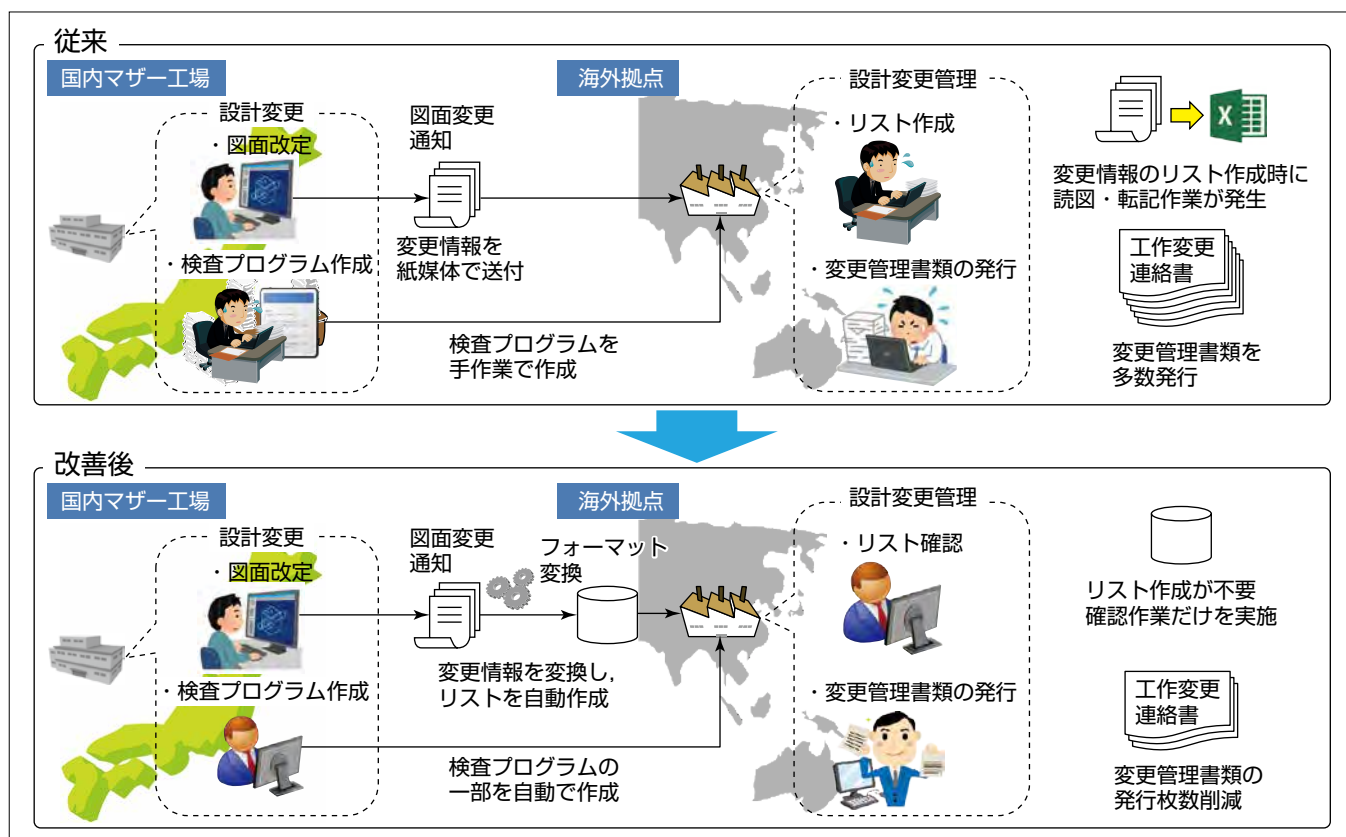 従来
国内マザー工場
海外拠点
設計変更
・図面改定
・検査プログラム作成
図面変更
通知
変更情報を
紙媒体で送付
検査プログラムを
手作業で作成
設計変更管理
・リスト作成
・変更管理書類の発行
X
変更情報のリスト作成時に
読図・転記作業が発生
工作変更
連絡書
変更管理書類を
多数発行
改善後
国内マザー工場
海外拠点
設計変更
・図面改定
・検査プログラム作成
図面変更
通知
フォーマット
変換
変更情報を変換し,
リストを自動作成
検査プログラムの
一部を自動で作成
設計変更管理
・リスト確認
・変更管理書類の発行
リスト作成が不要
確認作業だけを実施
工作変更
連絡書
変更管理書類の
発行枚数削減